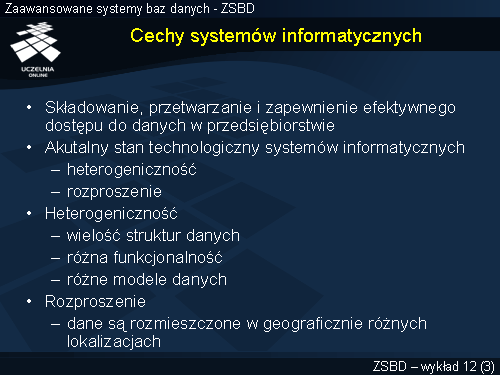 Zaawansowane systemy baz danych - ZSBD
Cechy systemów informatycznych
UCZELNIA
ONLINE
• Składowanie, przetwarzanie i zapewnienie efektywnego
dostępu do danych w przedsiębiorstwie
• Akutalny stan technologiczny systemów informatycznych
– heterogeniczność
– rozproszenie
• Heterogeniczność
– wielość struktur danych
– różna funkcjonalność
– różne modele danych
• Rozproszenie
– dane są rozmieszczone w geograficznie różnych
lokalizacjach
ZSBD – wykład 12 (3)